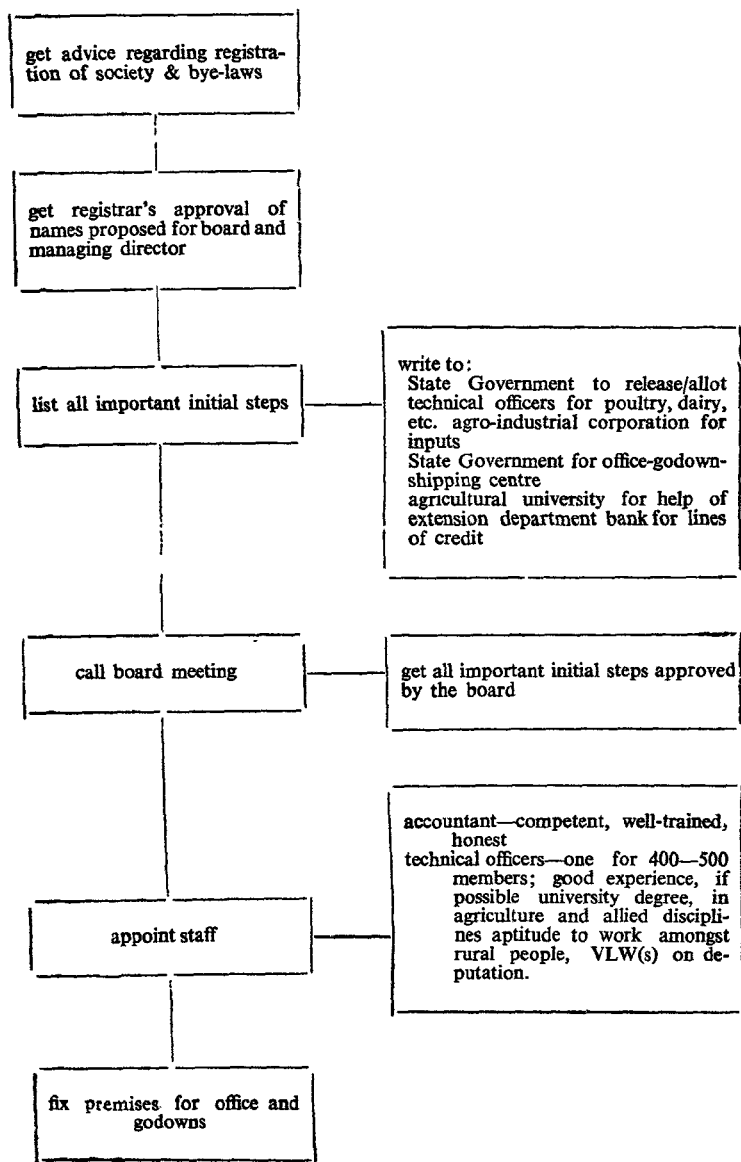 get advice regarding registra-
tion of society & bye-laws
get registrar's approval of
names proposed for board and
managing director
list all important initial steps
write to:
State Government to release/allot
technical officers for poultry, dairy,
etc. agro-industrial corporation for
inputs
State Government for office-godown-
shipping centre
agricultural university for help of
extension department bank for lines
of credit
call board meeting
get all important initial steps approved
by the board
appoint staff
accountant—competent, well-trained,
honest
technical officers—one for 400—500
members; good experience, if
possible university degree, in
agriculture and allied discipli-
nes aptitude to work amongst
rural people, VLW(s) on de-
putation.
fix premises for office and
godowns